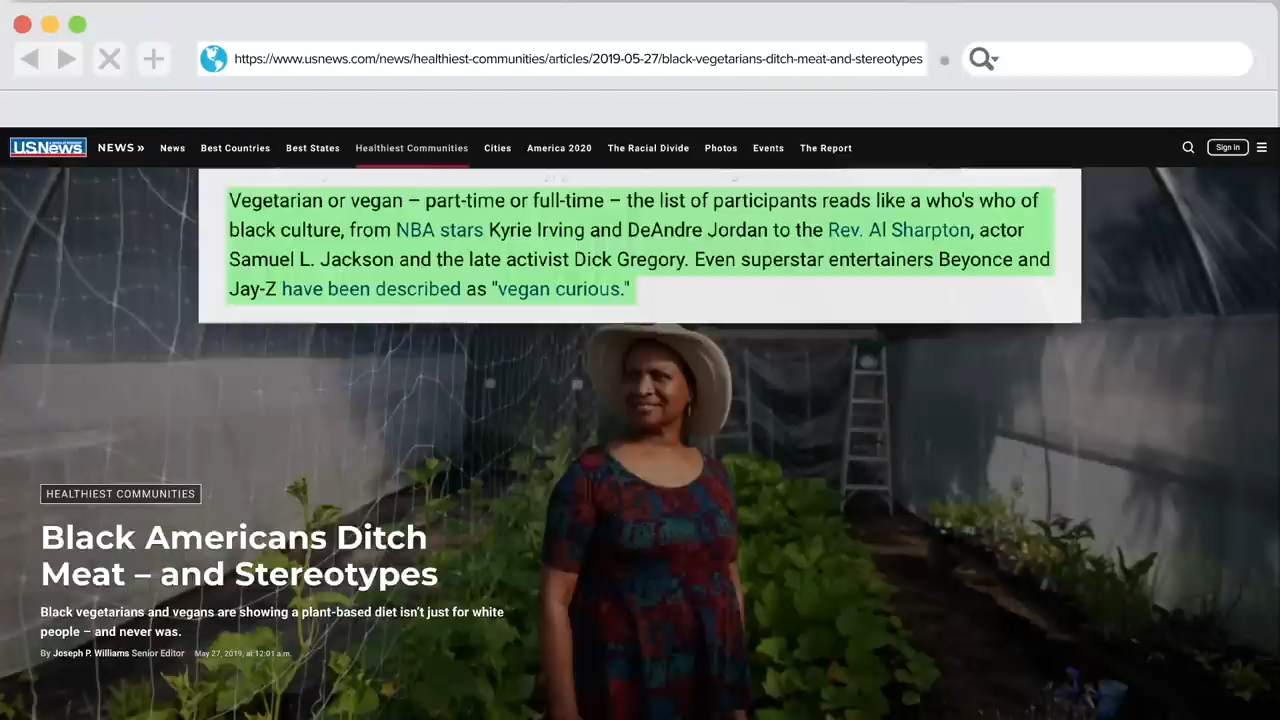 https://www.usnews.com/news/healthiest-communities/articles/2019-05-27/black-vegetarians-ditch-meat-and-stereotypes
U.S.News NEWS » News Best Countries Best States Healthiest Communities Cities America 2020 The Racial Divide Photos Events The Report Sign in
Vegetarian or vegan – part-time or full-time – the list of participants reads like a who's who of
black culture, from NBA stars Kyrie Irving and DeAndre Jordan to the Rev. Al Sharpton, actor
Samuel L. Jackson and the late activist Dick Gregory. Even superstar entertainers Beyonce and
Jay-Z have been described as "vegan curious."
HEALTHIEST COMMUNITIES
Black Americans Ditch
Meat – and Stereotypes
Black vegetarians and vegans are showing a plant-based diet isn't just for white
people – and never was.
By Joseph P. Williams Senior Editor May 27, 2019, at 12:01 a.m.